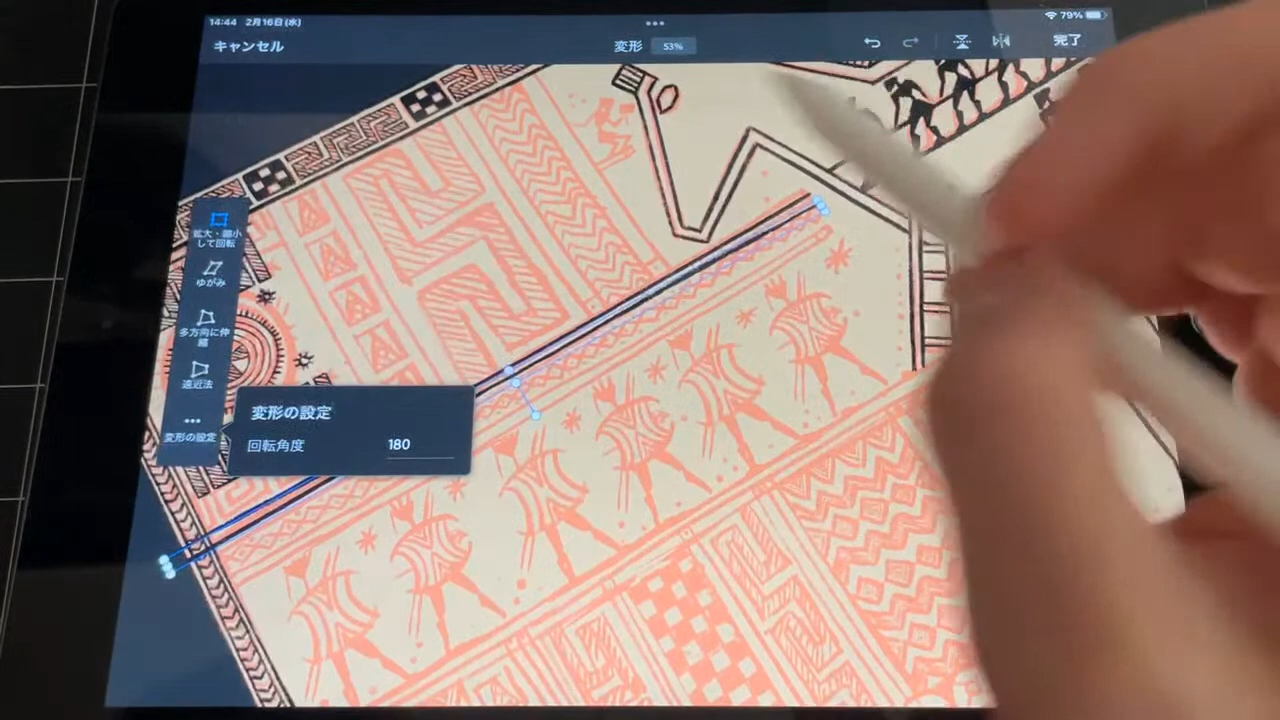 14:44 2月16日(水)
79%
キャンセル
変形 53%
完了
拡大・縮小
して回転
ゆがみ
多方向に伸
縮
遠近法
変形の設定
変形の設定
回転角度 180